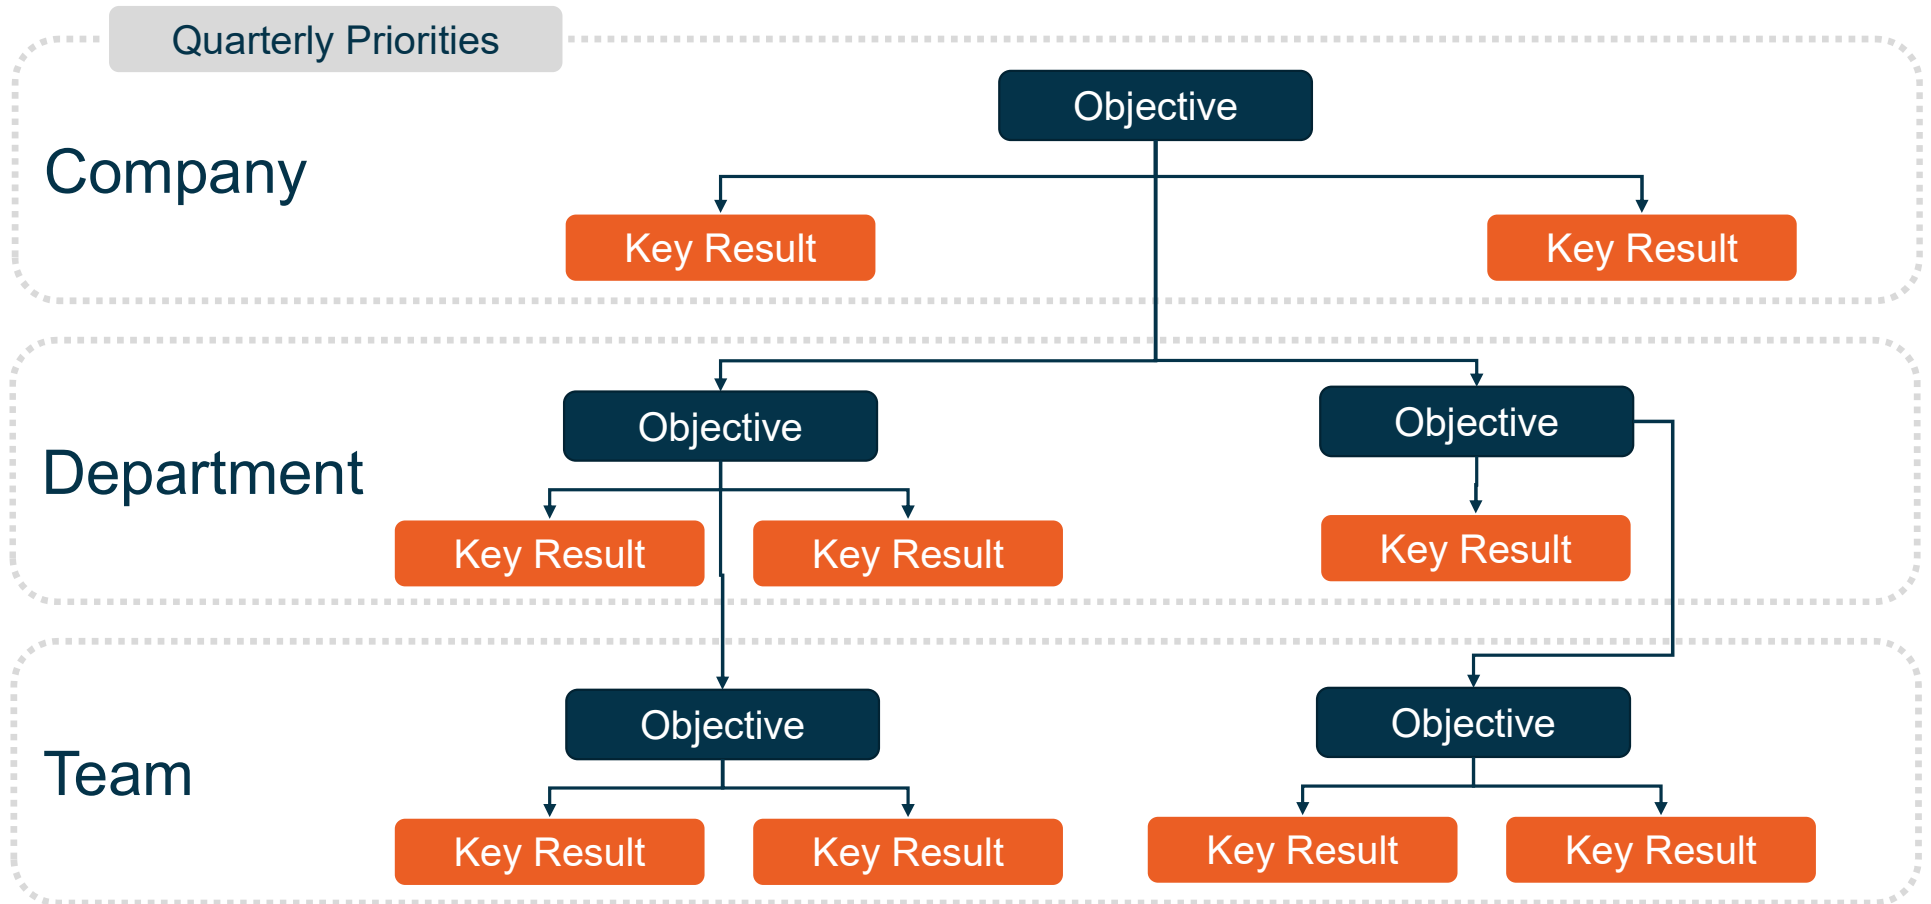 Quarterly Priorities
Objective
Company
Key Result
Key Result
Objective
Objective
Department
Key Result
Key Result
Key Result
Objective
Objective
Team
Key Result
Key Result
Key Result
Key Result